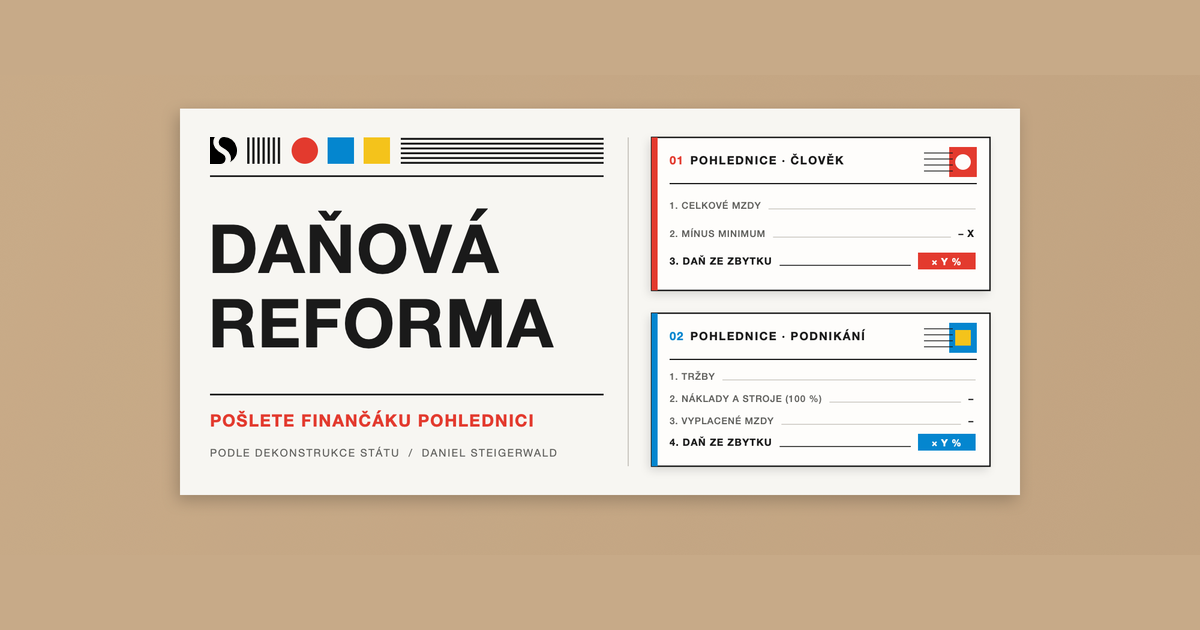 DAŇOVÁ
REFORMA
POŠLETE FINANČÁKU POHLEDNICI
PODLE DEKONSTRUKCE STÁTU / DANIEL STEIGERWALD
01 POHLEDNICE · ČLOVĚK
1. CELKOVÉ MZDY
2. MÍNUS MINIMUM – X
3. DAŇ ZE ZBYTKU × Y %
02 POHLEDNICE · PODNIKÁNÍ
1. TRŽBY
2. NÁKLADY A STROJE (100 %) –
3. VYPLACENÉ MZDY –
4. DAŇ ZE ZBYTKU × Y %